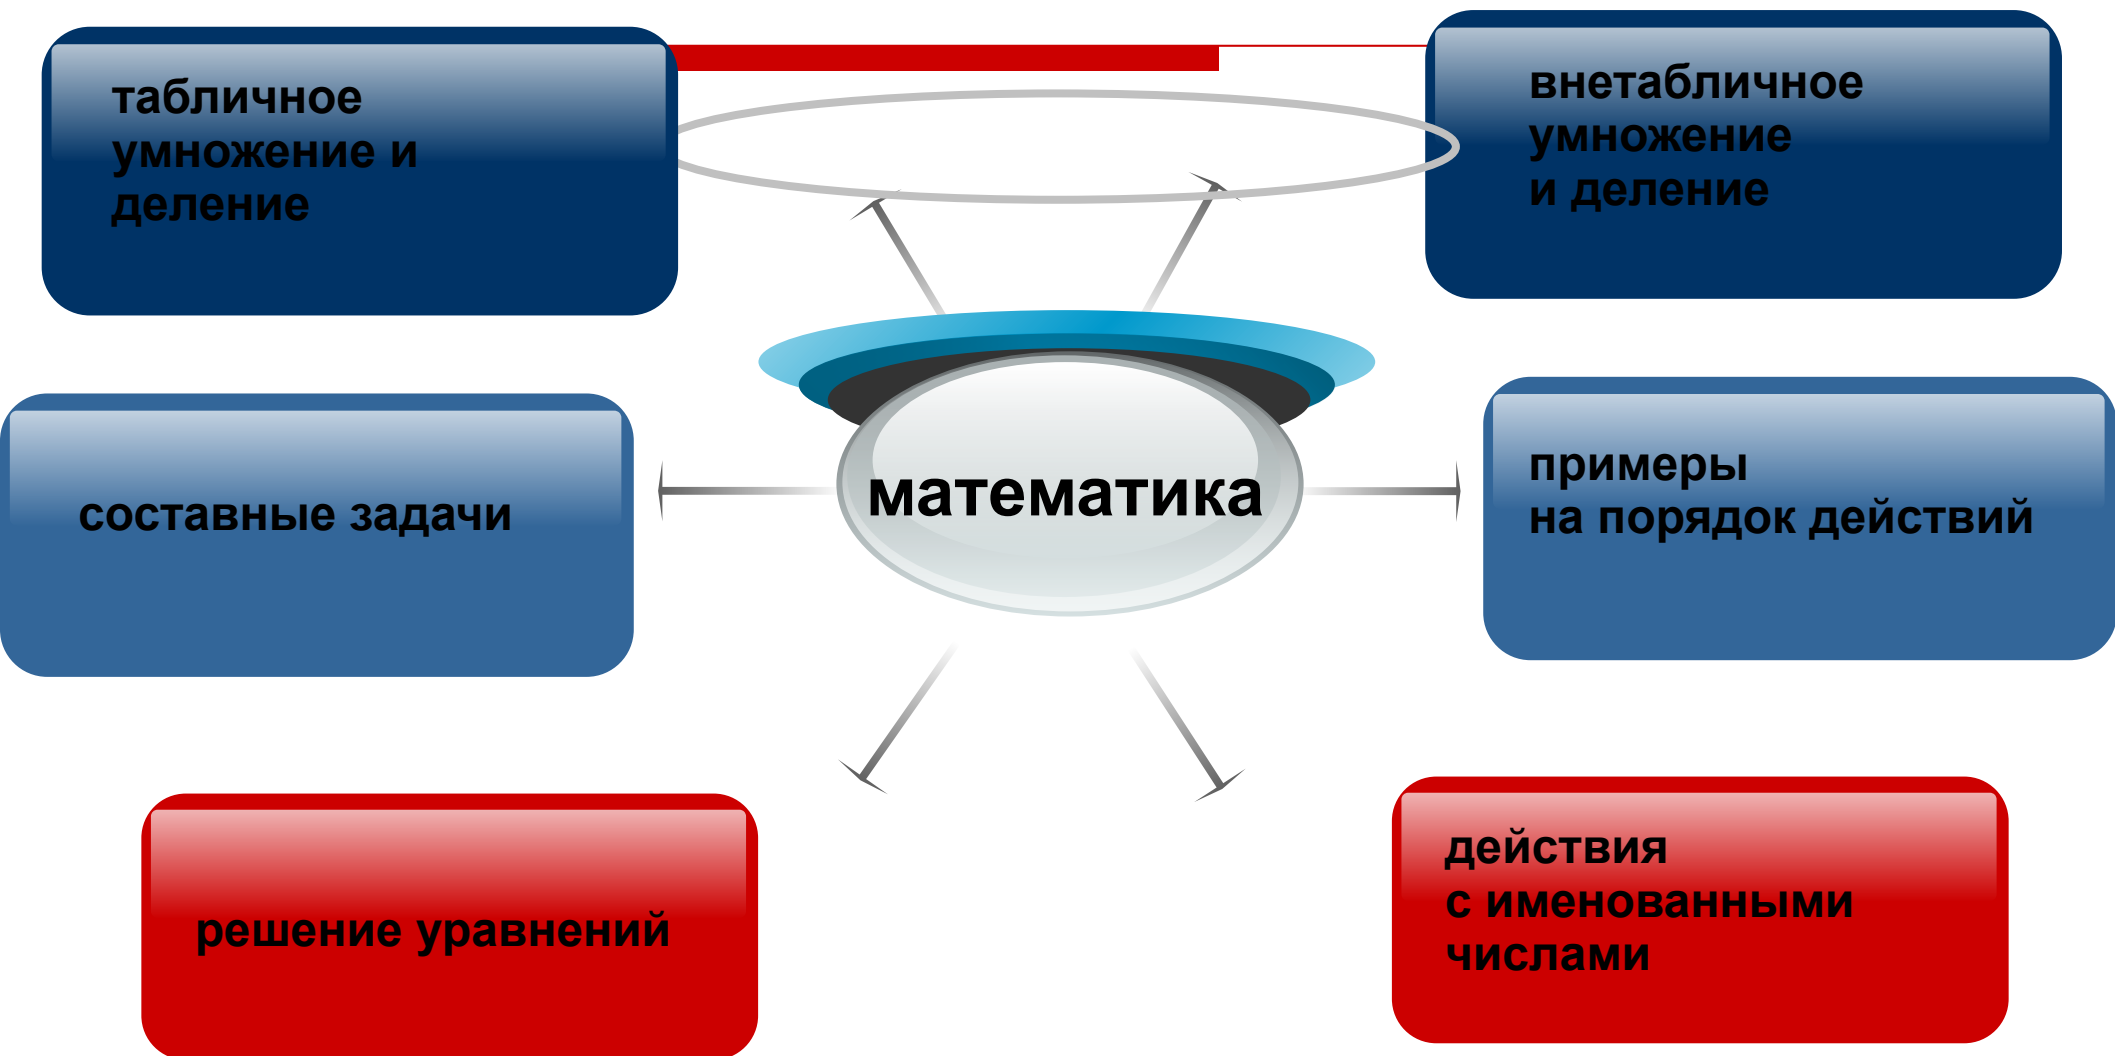 табличное
умножение и
деление
внетабличное
умножение
и деление
составные задачи
математика
примеры
на порядок действий
решение уравнений
действия
с именованными
числами